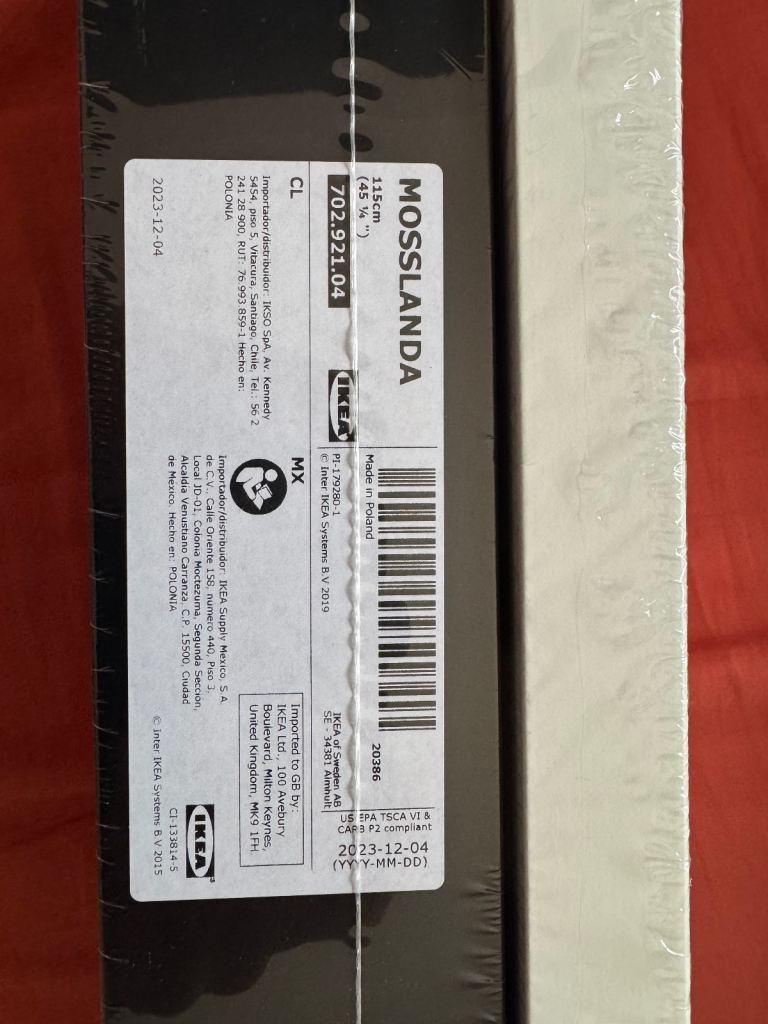 MOSSLANDA
115cm
(45 ¼ ")
702.921.04
IKEA
Made in Poland
PI-179280-1
© Inter IKEA Systems B.V 2019
20386
IKEA of Sweden AB
SE - 34381 Älmhult
US EPA TSCA VI &
CARB P2 compliant
2023-12-04
(YYYY-MM-DD)
CL
Importador/distribuidor: IKSO SpA, Av. Kennedy
5454, piso 5, Vitacura, Santiago, Chile, Tel.: 56 2
241 28 900, RUT: 76.993.859-1 Hecho en:
POLONIA
2023-12-04
MX
Importador/distribuidor: IKEA Supply México, S.A.
de C.V., Calle Oriente 158, número 440, Piso 3,
Local JD-01, Colonia Moctezuma, Segunda Sección,
Alcaldía Venustiano Carranza, C.P. 15500, Ciudad
de México. Hecho en: POLONIA
Imported to GB by:
IKEA Ltd., 100 Avebury
Boulevard, Milton Keynes,
United Kingdom, MK9 1FH
IKEA
CI-133814-5
© Inter IKEA Systems B.V 2015